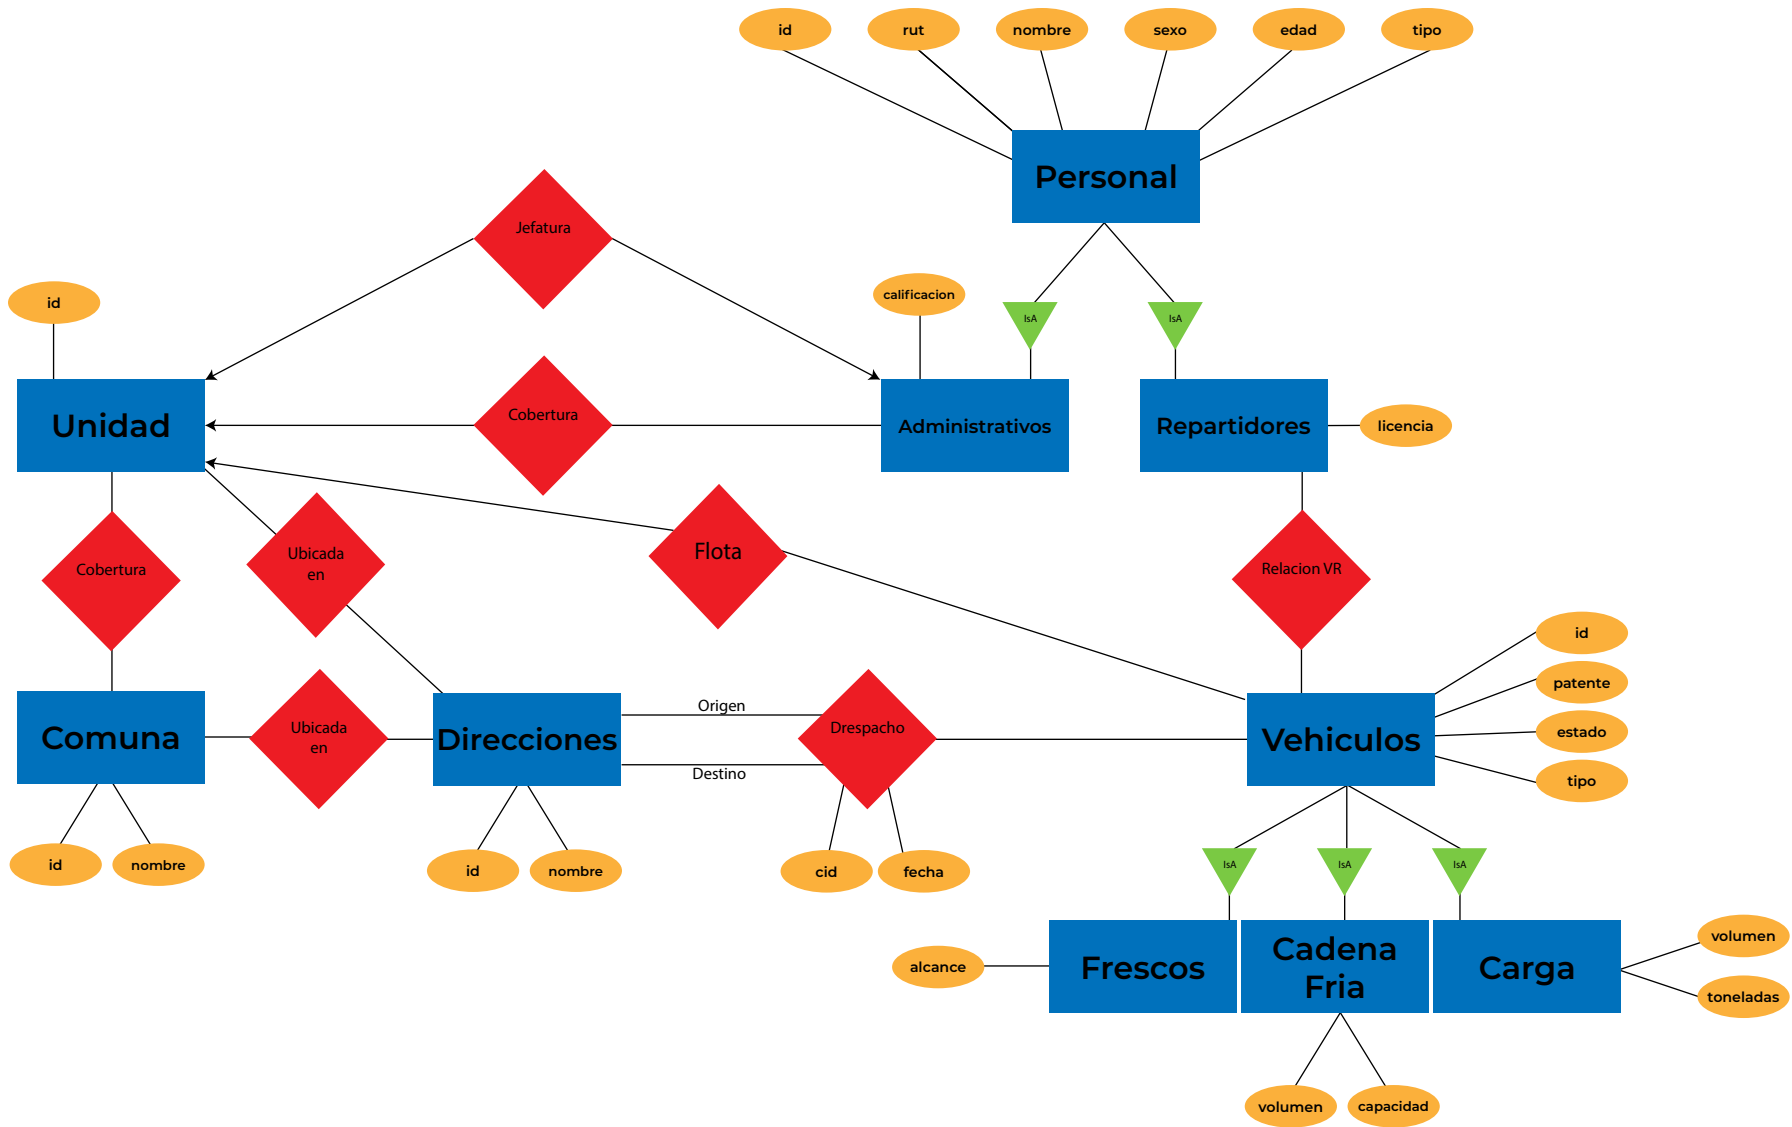 id
rut
nombre
sexo
edad
tipo
Personal
Jefatura
id
calificacion
IsA
IsA
Unidad
Cobertura
Administrativos
Repartidores
licencia
Cobertura
Ubicada
en
Flota
Relacion VR
id
patente
estado
tipo
Comuna
Ubicada
en
Direcciones
Origen
Destino
Drespacho
Vehiculos
id
nombre
id
nombre
cid
fecha
IsA
IsA
IsA
alcance
Frescos
Cadena
Fria
Carga
volumen
toneladas
volumen
capacidad